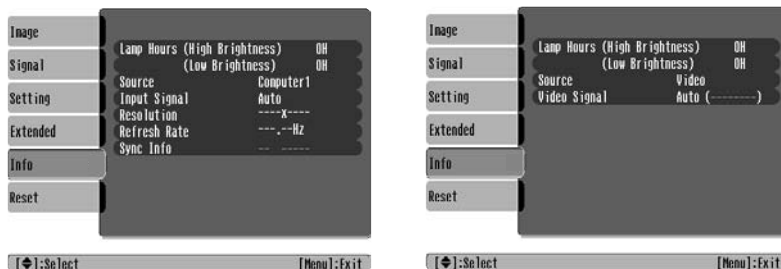 Image
Signal
Setting
Extended
Info
Reset
Lamp Hours (High Brightness) 0H
(Low Brightness) 0H
Source Computer1
Input Signal Auto
Resolution ----x----
Refresh Rate ---.--Hz
Sync Info -- -----
[◆]:Select [Menu]:Exit
Image
Signal
Setting
Extended
Info
Reset
Lamp Hours (High Brightness) 0H
(Low Brightness) 0H
Source Video
Video Signal Auto (--------)
[◆]:Select [Menu]:Exit